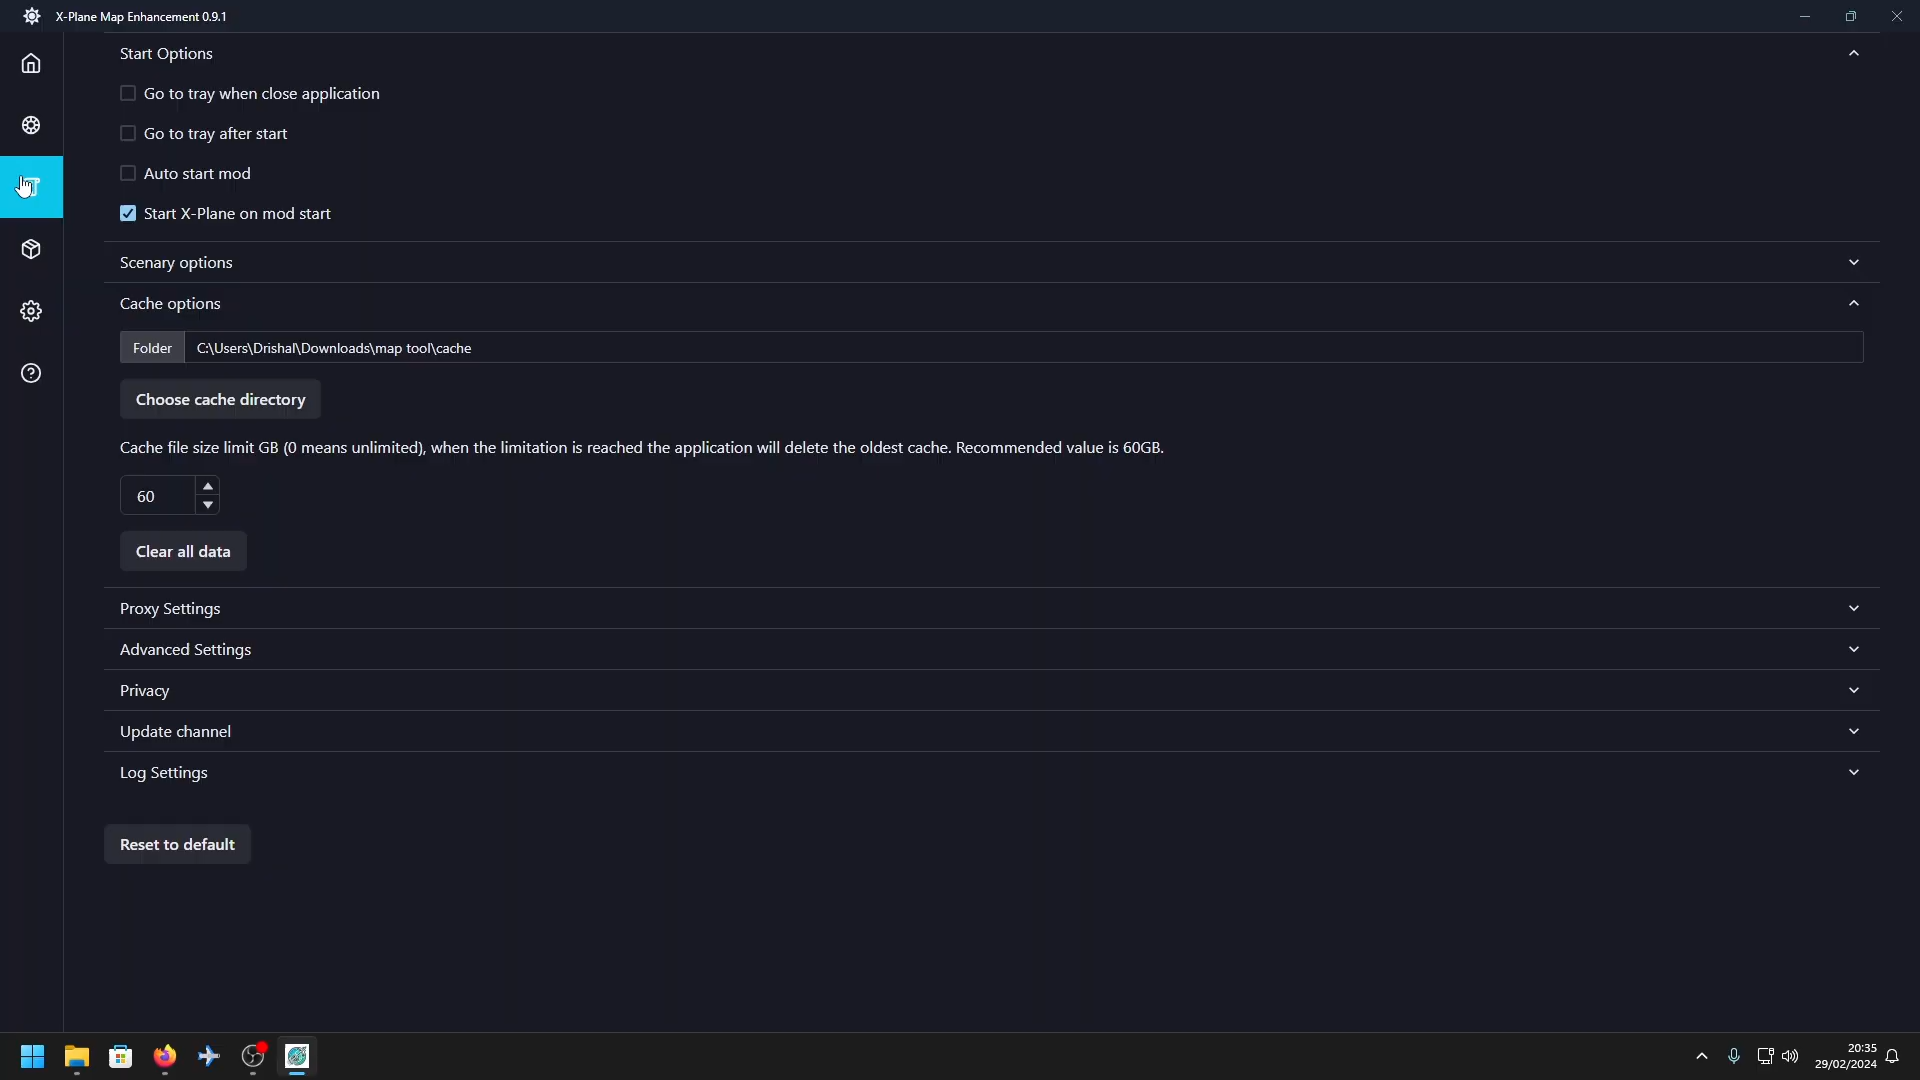 X-Plane Map Enhancement 0.9.1
Start Options
Go to tray when close application
Go to tray after start
Auto start mod
Start X-Plane on mod start
Scenary options
Cache options
Folder C:\Users\Drishal\Downloads\map tool\cache
Choose cache directory
Cache file size limit GB (0 means unlimited), when the limitation is reached the application will delete the oldest cache. Recommended value is 60GB.
60
Clear all data
Proxy Settings
Advanced Settings
Privacy
Update channel
Log Settings
Reset to default
20:35
29/02/2024